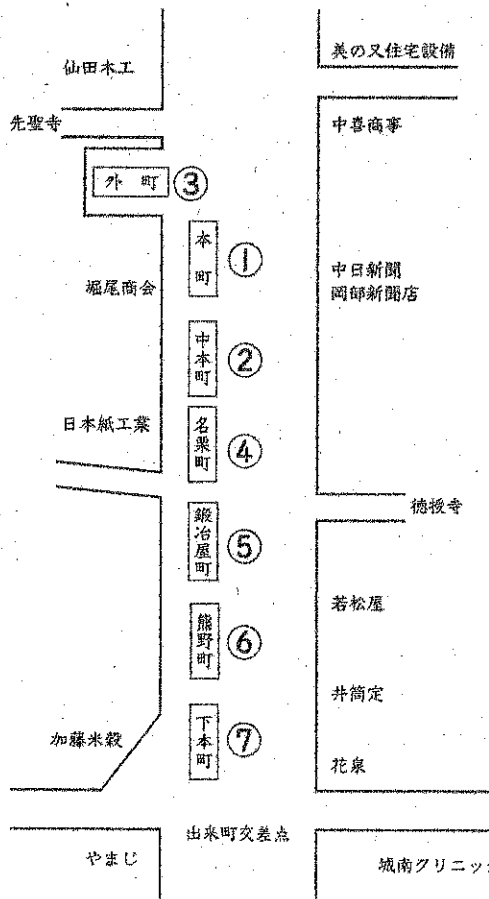 仙田木工
美の又住宅設備
先聖寺
中喜商事
外町
③
本町
①
堀尾商会
中日新聞
岡部新聞店
中本町
②
日本紙工業
名栗町
④
徳授寺
鍛冶屋町
⑤
若松屋
熊野町
⑥
井筒定
下本町
⑦
加藤米穀
花泉
出来町交差点
やまじ
城南クリニッ